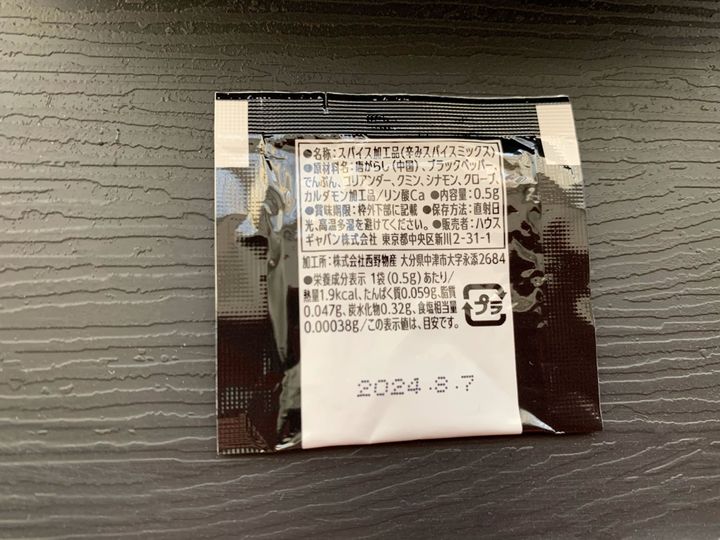 ●名称：スパイス加工品(辛みスパイスミックス)
●原材料名：唐がらし(中国)、ブラックペッパー、
でんぷん、コリアンダー、クミン、シナモン、クローブ、
カルダモン加工品/リン酸Ca ●内容量：0.5g
●賞味期限：枠外下部に記載 ●保存方法：直射日
光、高温多湿を避けてください。●販売者：ハウス
ギャバン株式会社 東京都中央区新川2-31-1
加工所：株式会社西野物産 大分県中津市大字永添2684
●栄養成分表示 1袋(0.5g)あたり/
熱量1.9kcal、たんぱく質0.059g、脂質
0.047g、炭水化物0.32g、食塩相当量
0.00038g/この表示値は、目安です。
プラ
2024.8.7